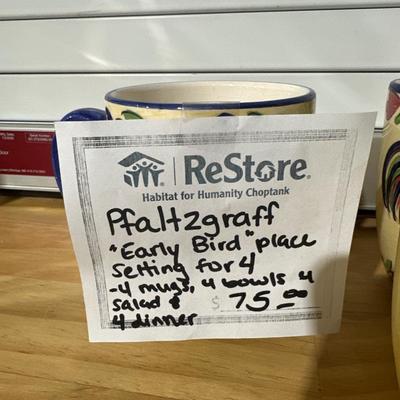 ReStore®
Habitat for Humanity Choptank
Pfaltzgraff
"Early Bird" place
setting for 4
-4 mugs, 4 bowls 4
salad &
4 dinner
$ 75.00